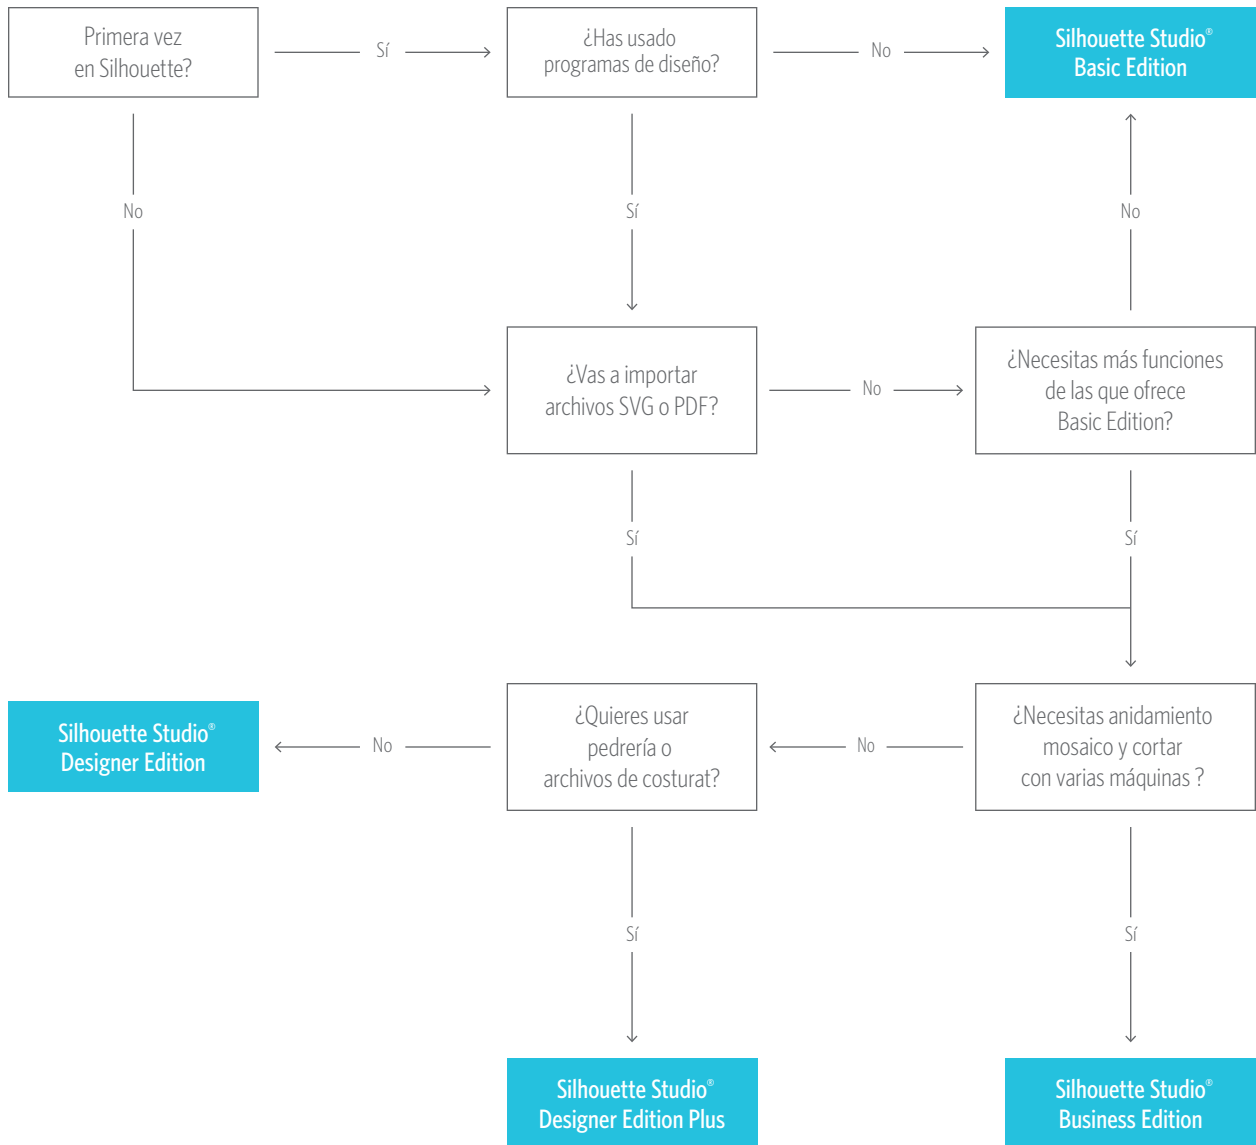 Primera vez
en Silhouette?
Sí
¿Has usado
programas de diseño?
No
Silhouette Studio®
Basic Edition
No
Sí
No
¿Vas a importar
archivos SVG o PDF?
No
¿Necesitas más funciones
de las que ofrece
Basic Edition?
Sí
Sí
Silhouette Studio®
Designer Edition
No
¿Quieres usar
pedrería o
archivos de costurat?
No
¿Necesitas anidamiento
mosaico y cortar
con varias máquinas ?
Sí
Sí
Silhouette Studio®
Designer Edition Plus
Silhouette Studio®
Business Edition